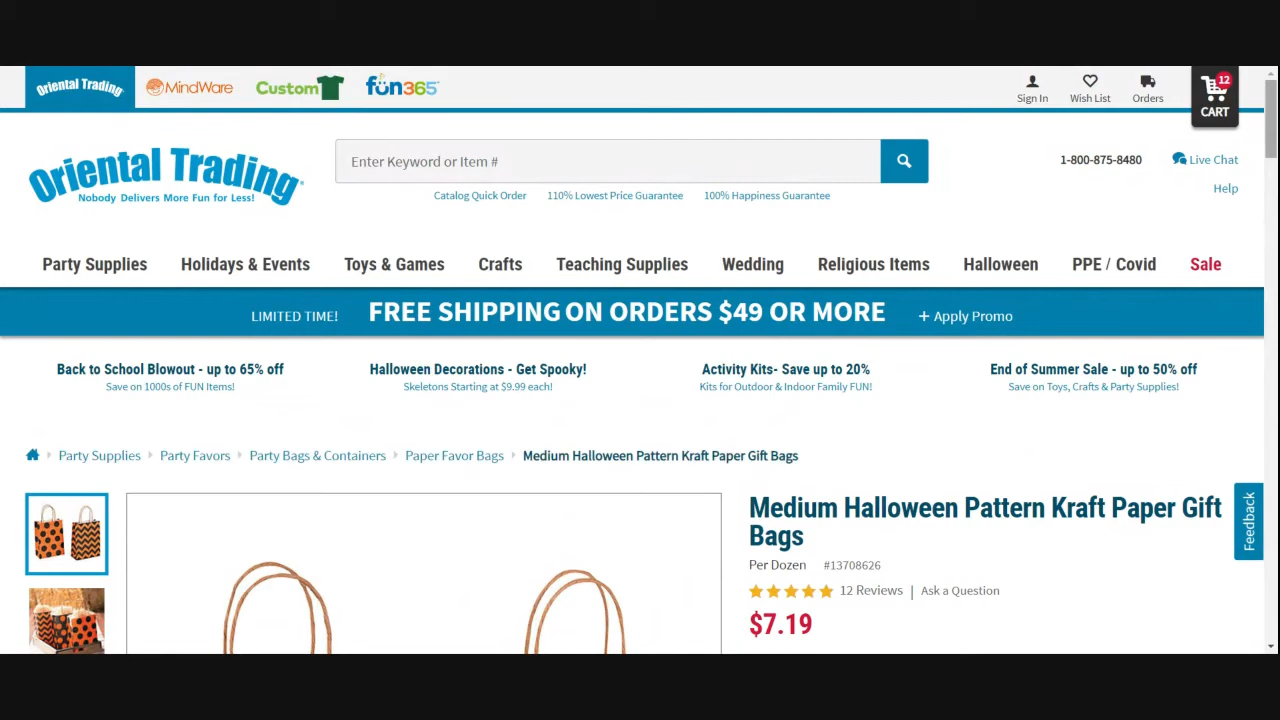 Oriental Trading MindWare Custom fun365 Sign In Wish List Orders 12 CART
Oriental Trading
Nobody Delivers More Fun for Less!
Enter Keyword or Item #
1-800-875-8480 Live Chat
Catalog Quick Order 110% Lowest Price Guarantee 100% Happiness Guarantee
Help
Party Supplies Holidays & Events Toys & Games Crafts Teaching Supplies Wedding Religious Items Halloween PPE / Covid Sale
LIMITED TIME! FREE SHIPPING ON ORDERS $49 OR MORE + Apply Promo
Back to School Blowout - up to 65% off Halloween Decorations - Get Spooky! Activity Kits- Save up to 20% End of Summer Sale - up to 50% off
Save on 1000s of FUN Items! Skeletons Starting at $9.99 each! Kits for Outdoor & Indoor Family FUN! Save on Toys, Crafts & Party Supplies!
Party Supplies Party Favors Party Bags & Containers Paper Favor Bags Medium Halloween Pattern Kraft Paper Gift Bags
Medium Halloween Pattern Kraft Paper Gift
Bags
Feedback
Per Dozen #13708626
12 Reviews | Ask a Question
$7.19